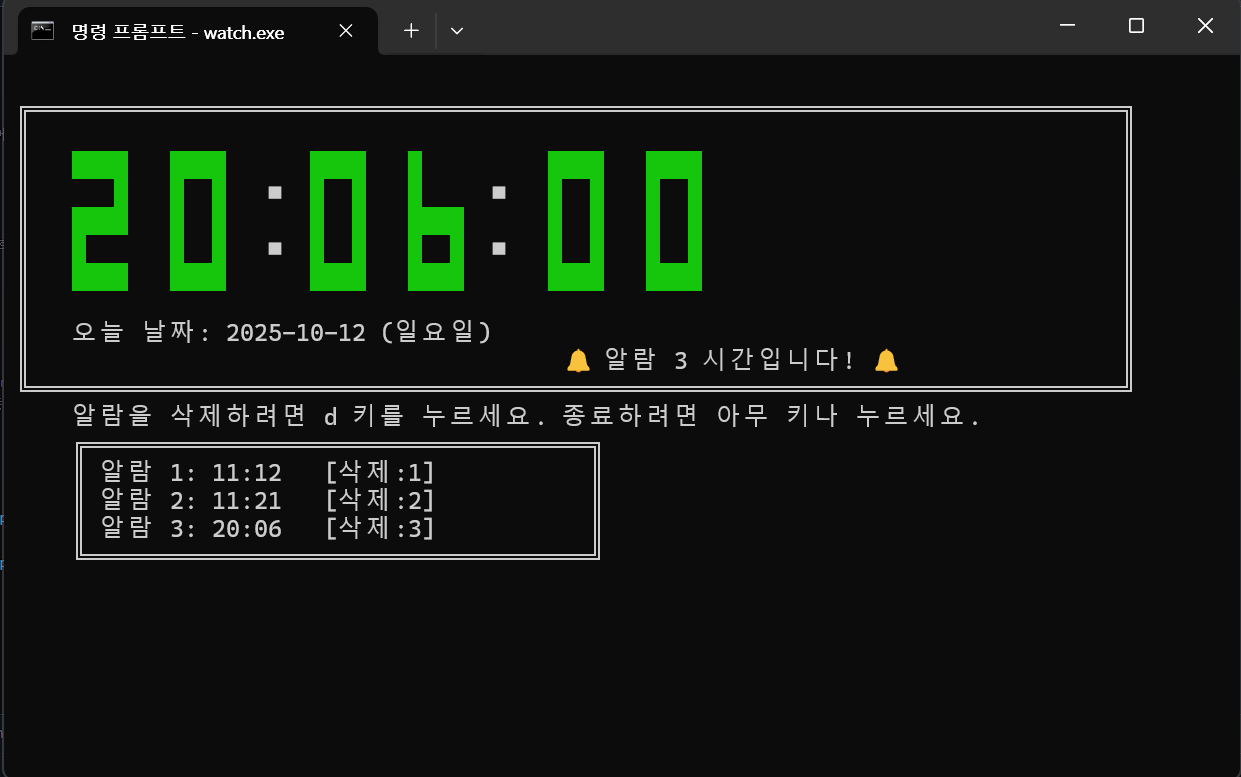 명령 프롬프트 - watch.exe
20:06:00
오늘 날짜: 2025-10-12 (일요일)
🔔 알람 3 시간입니다! 🔔
알람을 삭제하려면 d 키를 누르세요. 종료하려면 아무 키나 누르세요.
알람 1: 11:12 [삭제:1]
알람 2: 11:21 [삭제:2]
알람 3: 20:06 [삭제:3]